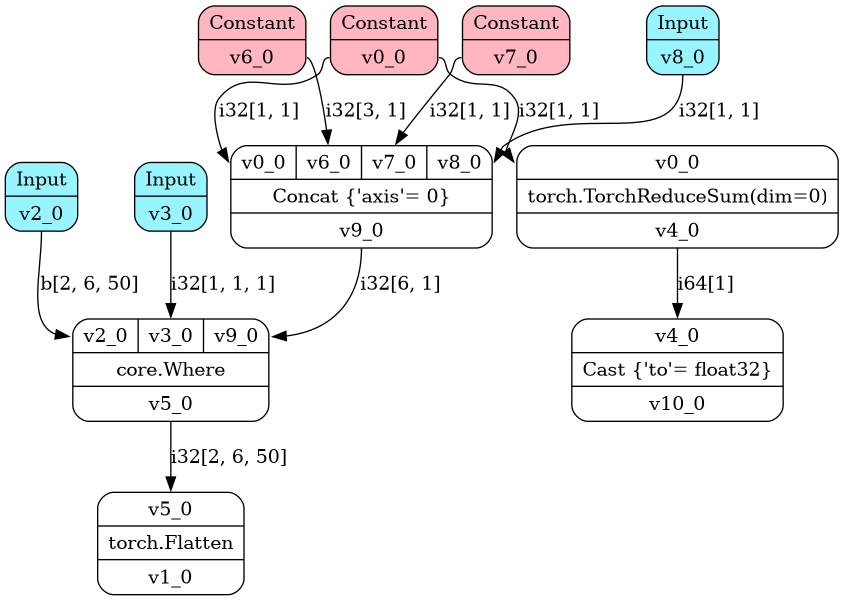 Constant
v6_0
Constant
v0_0
Constant
v7_0
Input
v8_0
i32[1, 1]
i32[3, 1]
i32[1, 1]
i32[1, 1]
i32[1, 1]
Input
v2_0
Input
v3_0
v0_0 v6_0 v7_0 v8_0
Concat {'axis'= 0}
v9_0
v0_0
torch.TorchReduceSum(dim=0)
v4_0
b[2, 6, 50]
i32[1, 1, 1]
i32[6, 1]
i64[1]
v2_0 v3_0 v9_0
core.Where
v5_0
v4_0
Cast {'to'= float32}
v10_0
i32[2, 6, 50]
v5_0
torch.Flatten
v1_0